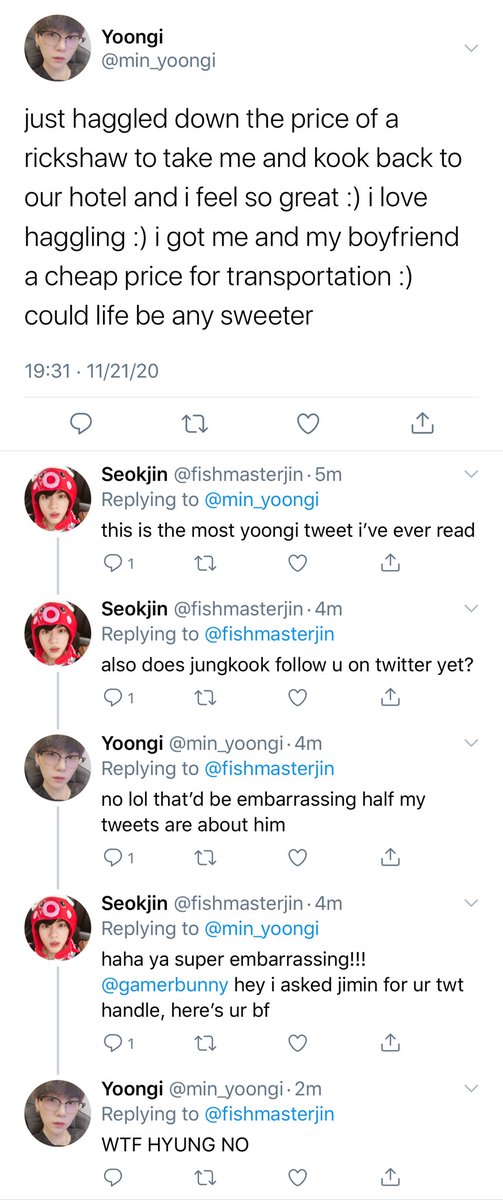 Yoongi
@min_yoongi
just haggled down the price of a
rickshaw to take me and kook back to
our hotel and i feel so great :) i love
haggling :) i got me and my boyfriend
a cheap price for transportation :)
could life be any sweeter
19:31 · 11/21/20
Seokjin @fishmasterjin · 5m
Replying to @min_yoongi
this is the most yoongi tweet i’ve ever read
1
Seokjin @fishmasterjin · 4m
Replying to @fishmasterjin
also does jungkook follow u on twitter yet?
1
Yoongi @min_yoongi · 4m
Replying to @fishmasterjin
no lol that’d be embarrassing half my
tweets are about him
1
Seokjin @fishmasterjin · 4m
Replying to @min_yoongi
haha ya super embarrassing!!!
@gamerbunny hey i asked jimin for ur twt
handle, here’s ur bf
1
Yoongi @min_yoongi · 2m
Replying to @fishmasterjin
WTF HYUNG NO